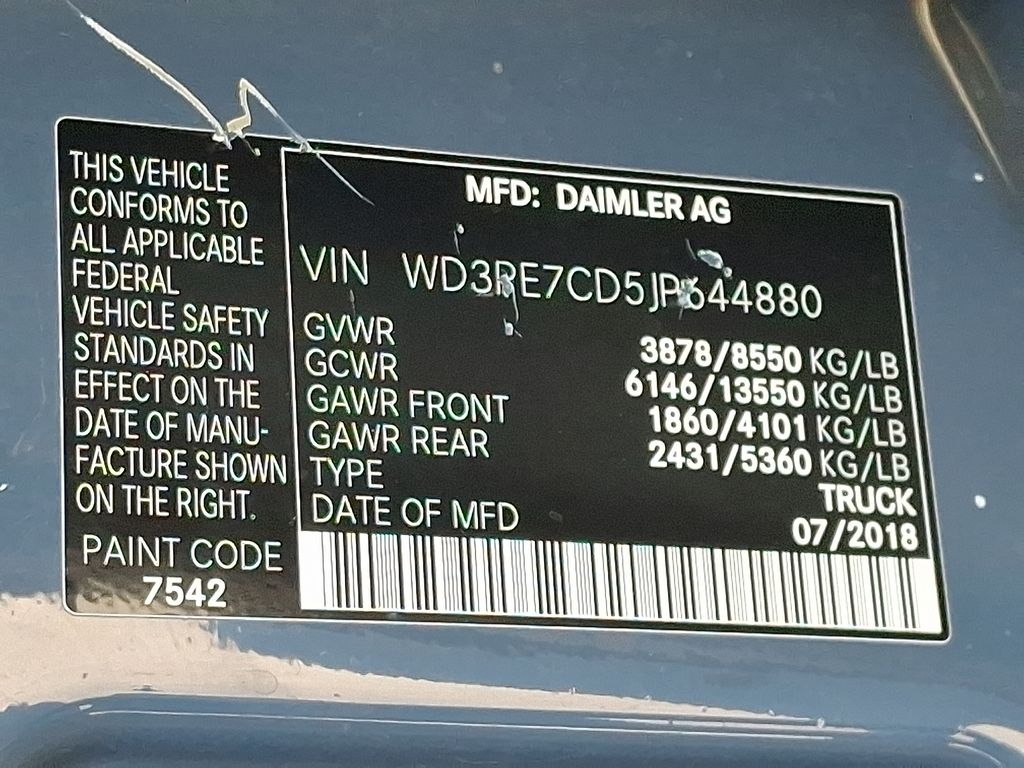 THIS VEHICLE
CONFORMS TO
ALL APPLICABLE
FEDERAL
VEHICLE SAFETY
STANDARDS IN
EFFECT ON THE
DATE OF MANU-
FACTURE SHOWN
ON THE RIGHT.
PAINT CODE
7542
MFD: DAIMLER AG
VIN WD3PE7CD5JP644880
GVWR 3878/8550 KG/LB
GCWR 6146/13550 KG/LB
GAWR FRONT 1860/4101 KG/LB
GAWR REAR 2431/5360 KG/LB
TYPE TRUCK
DATE OF MFD 07/2018